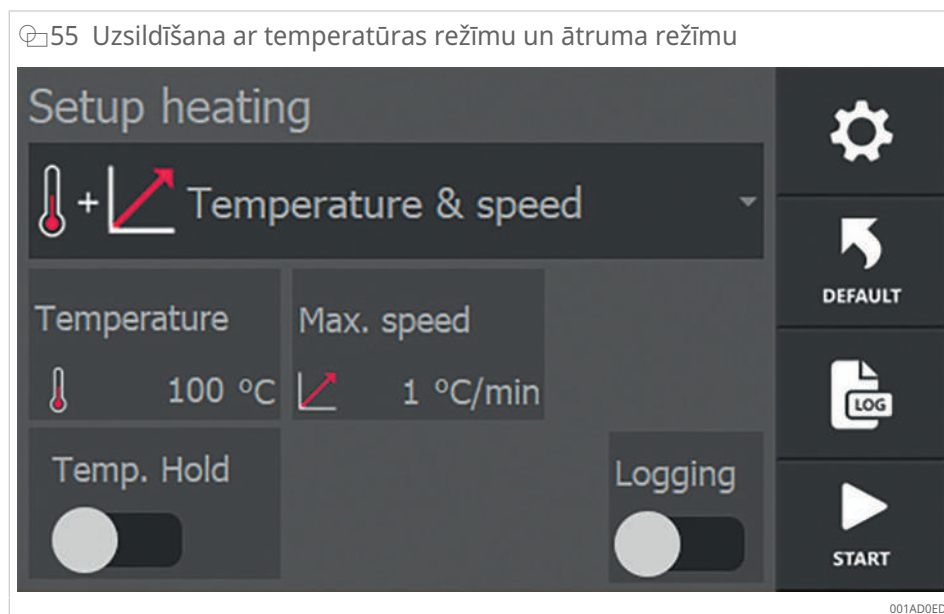 55 Uzsildīšana ar temperatūras režīmu un ātruma režīmu
Setup heating
+ Temperature & speed
DEFAULT
Temperature
Max. speed
100 °C
1 °C/min
LOG
Temp. Hold
Logging
START
001AD0ED